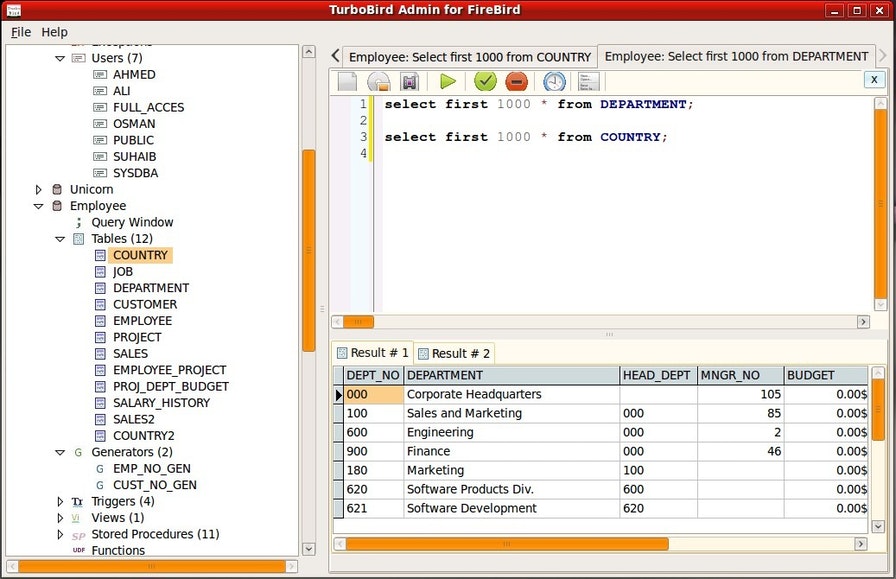 TurboBird Admin for FireBird
File Help
Exceptions
Users (7)
AHMED
ALI
FULL_ACCES
OSMAN
PUBLIC
SUHAIB
SYSDBA
Unicorn
Employee
; Query Window
Tables (12)
COUNTRY
JOB
DEPARTMENT
CUSTOMER
EMPLOYEE
PROJECT
SALES
EMPLOYEE_PROJECT
PROJ_DEPT_BUDGET
SALARY_HISTORY
SALES2
COUNTRY2
G Generators (2)
G EMP_NO_GEN
G CUST_NO_GEN
Tr Triggers (4)
Vi Views (1)
SP Stored Procedures (11)
UDF Functions
Employee: Select first 1000 from COUNTRY Employee: Select first 1000 from DEPARTMENT
X
1 select first 1000 * from DEPARTMENT;
2
3 select first 1000 * from COUNTRY;
4
Result # 1 Result # 2
DEPT_NO DEPARTMENT HEAD_DEPT MNGR_NO BUDGET
000 Corporate Headquarters 105 0.00$
100 Sales and Marketing 000 85 0.00$
600 Engineering 000 2 0.00$
900 Finance 000 46 0.00$
180 Marketing 100 0.00$
620 Software Products Div. 600 0.00$
621 Software Development 620 0.00$